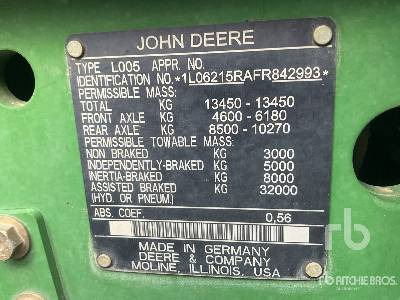 JOHN DEERE
TYPE L005 APPR. NO.
IDENTIFICATION NO.*1L06215RAFR842993*
PERMISSIBLE MASS:
TOTAL KG 13450 - 13450
FRONT AXLE KG 4600 - 6180
REAR AXLE KG 8500 - 10270
PERMISSIBLE TOWABLE MASS:
NON BRAKED KG 3000
INDEPENDENTLY-BRAKED KG 5000
INERTIA-BRAKED KG 8000
ASSISTED BRAKED KG 32000
(HYD. OR PNEUM.)
ABS. COEF. 0,56
MADE IN GERMANY
DEERE & COMPANY
MOLINE, ILLINOIS, USA
rb
RITCHIE BROS.